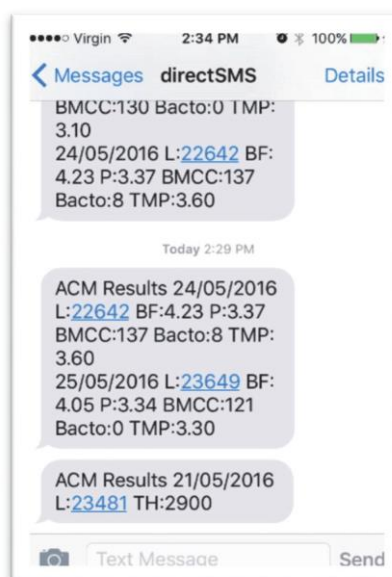 Virgin 2:34 PM 100%
Messages directSMS Details
BMCC:130 Bacto:0 TMP:
3.10
24/05/2016 L:22642 BF:
4.23 P:3.37 BMCC:137
Bacto:8 TMP:3.60
Today 2:29 PM
ACM Results 24/05/2016
L:22642 BF:4.23 P:3.37
BMCC:137 Bacto:8 TMP:
3.60
25/05/2016 L:23649 BF:
4.05 P:3.34 BMCC:121
Bacto:0 TMP:3.30
ACM Results 21/05/2016
L:23481 TH:2900
Text Message Send